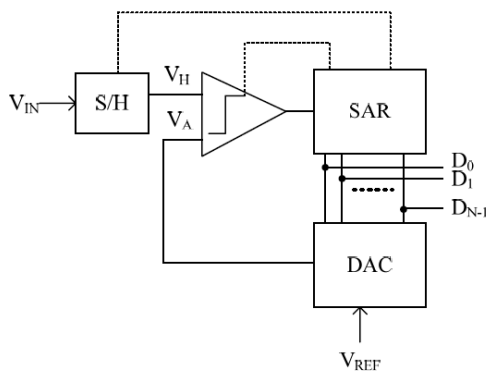 V_H
V_IN
S/H
V_A
SAR
D_0
D_1
D_N-1
DAC
V_REF